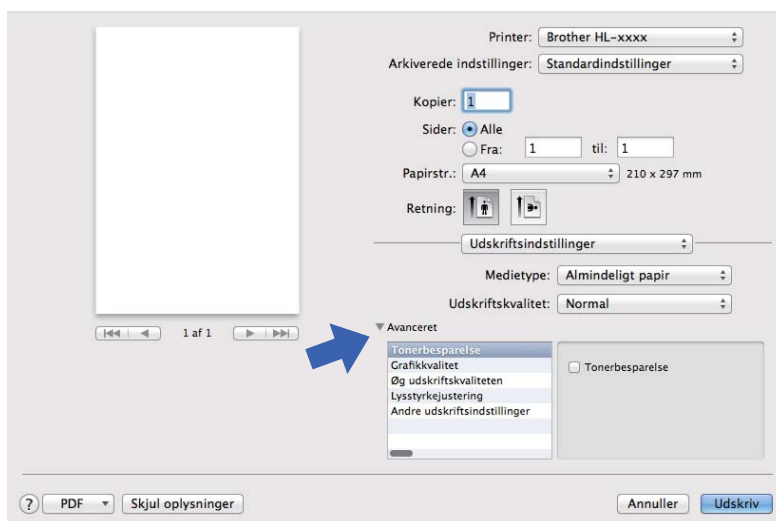 Printer: Brother HL-xxxx
Arkiverede indstillinger: Standardindstillinger
Kopier: 1
Sider: Alle
Fra: 1 til: 1
Papirstr.: A4 210 x 297 mm
Retning:
Udskriftsindstillinger
Medietype: Almindeligt papir
Udskriftskvalitet: Normal
1 af 1
Avanceret
Tonerbesparelse
Grafikkvalitet
Tonerbesparelse
Øg udskriftskvaliteten
Lysstyrkejustering
Andre udskriftsindstillinger
? PDF Skjul oplysninger Annuller Udskriv